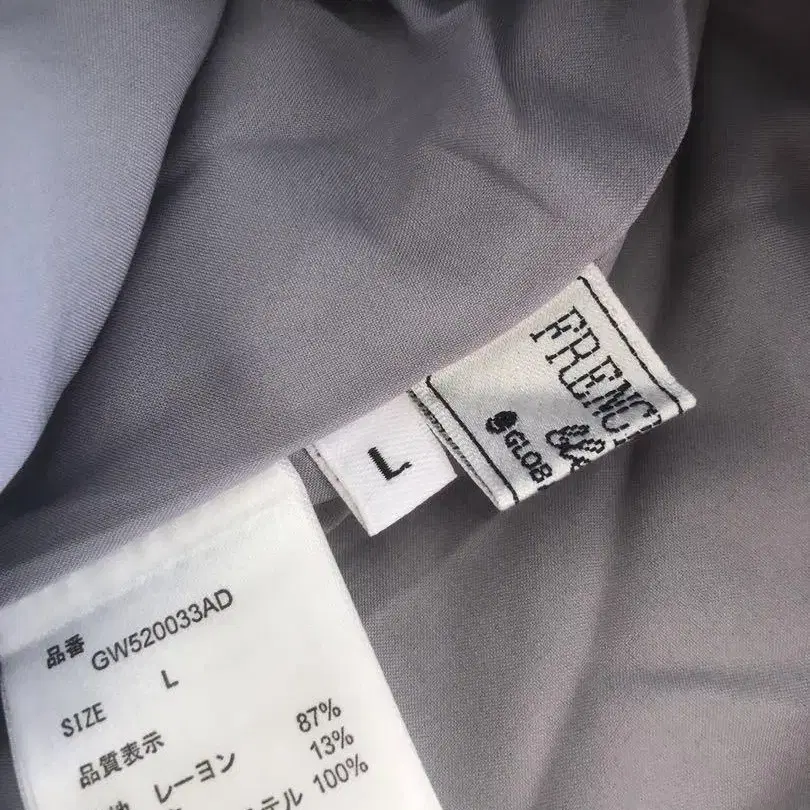 FRENC
GLOB
L
品番 GW520033AD
SIZE L
品質表示
地 レーヨン 87%
13%
テル 100%